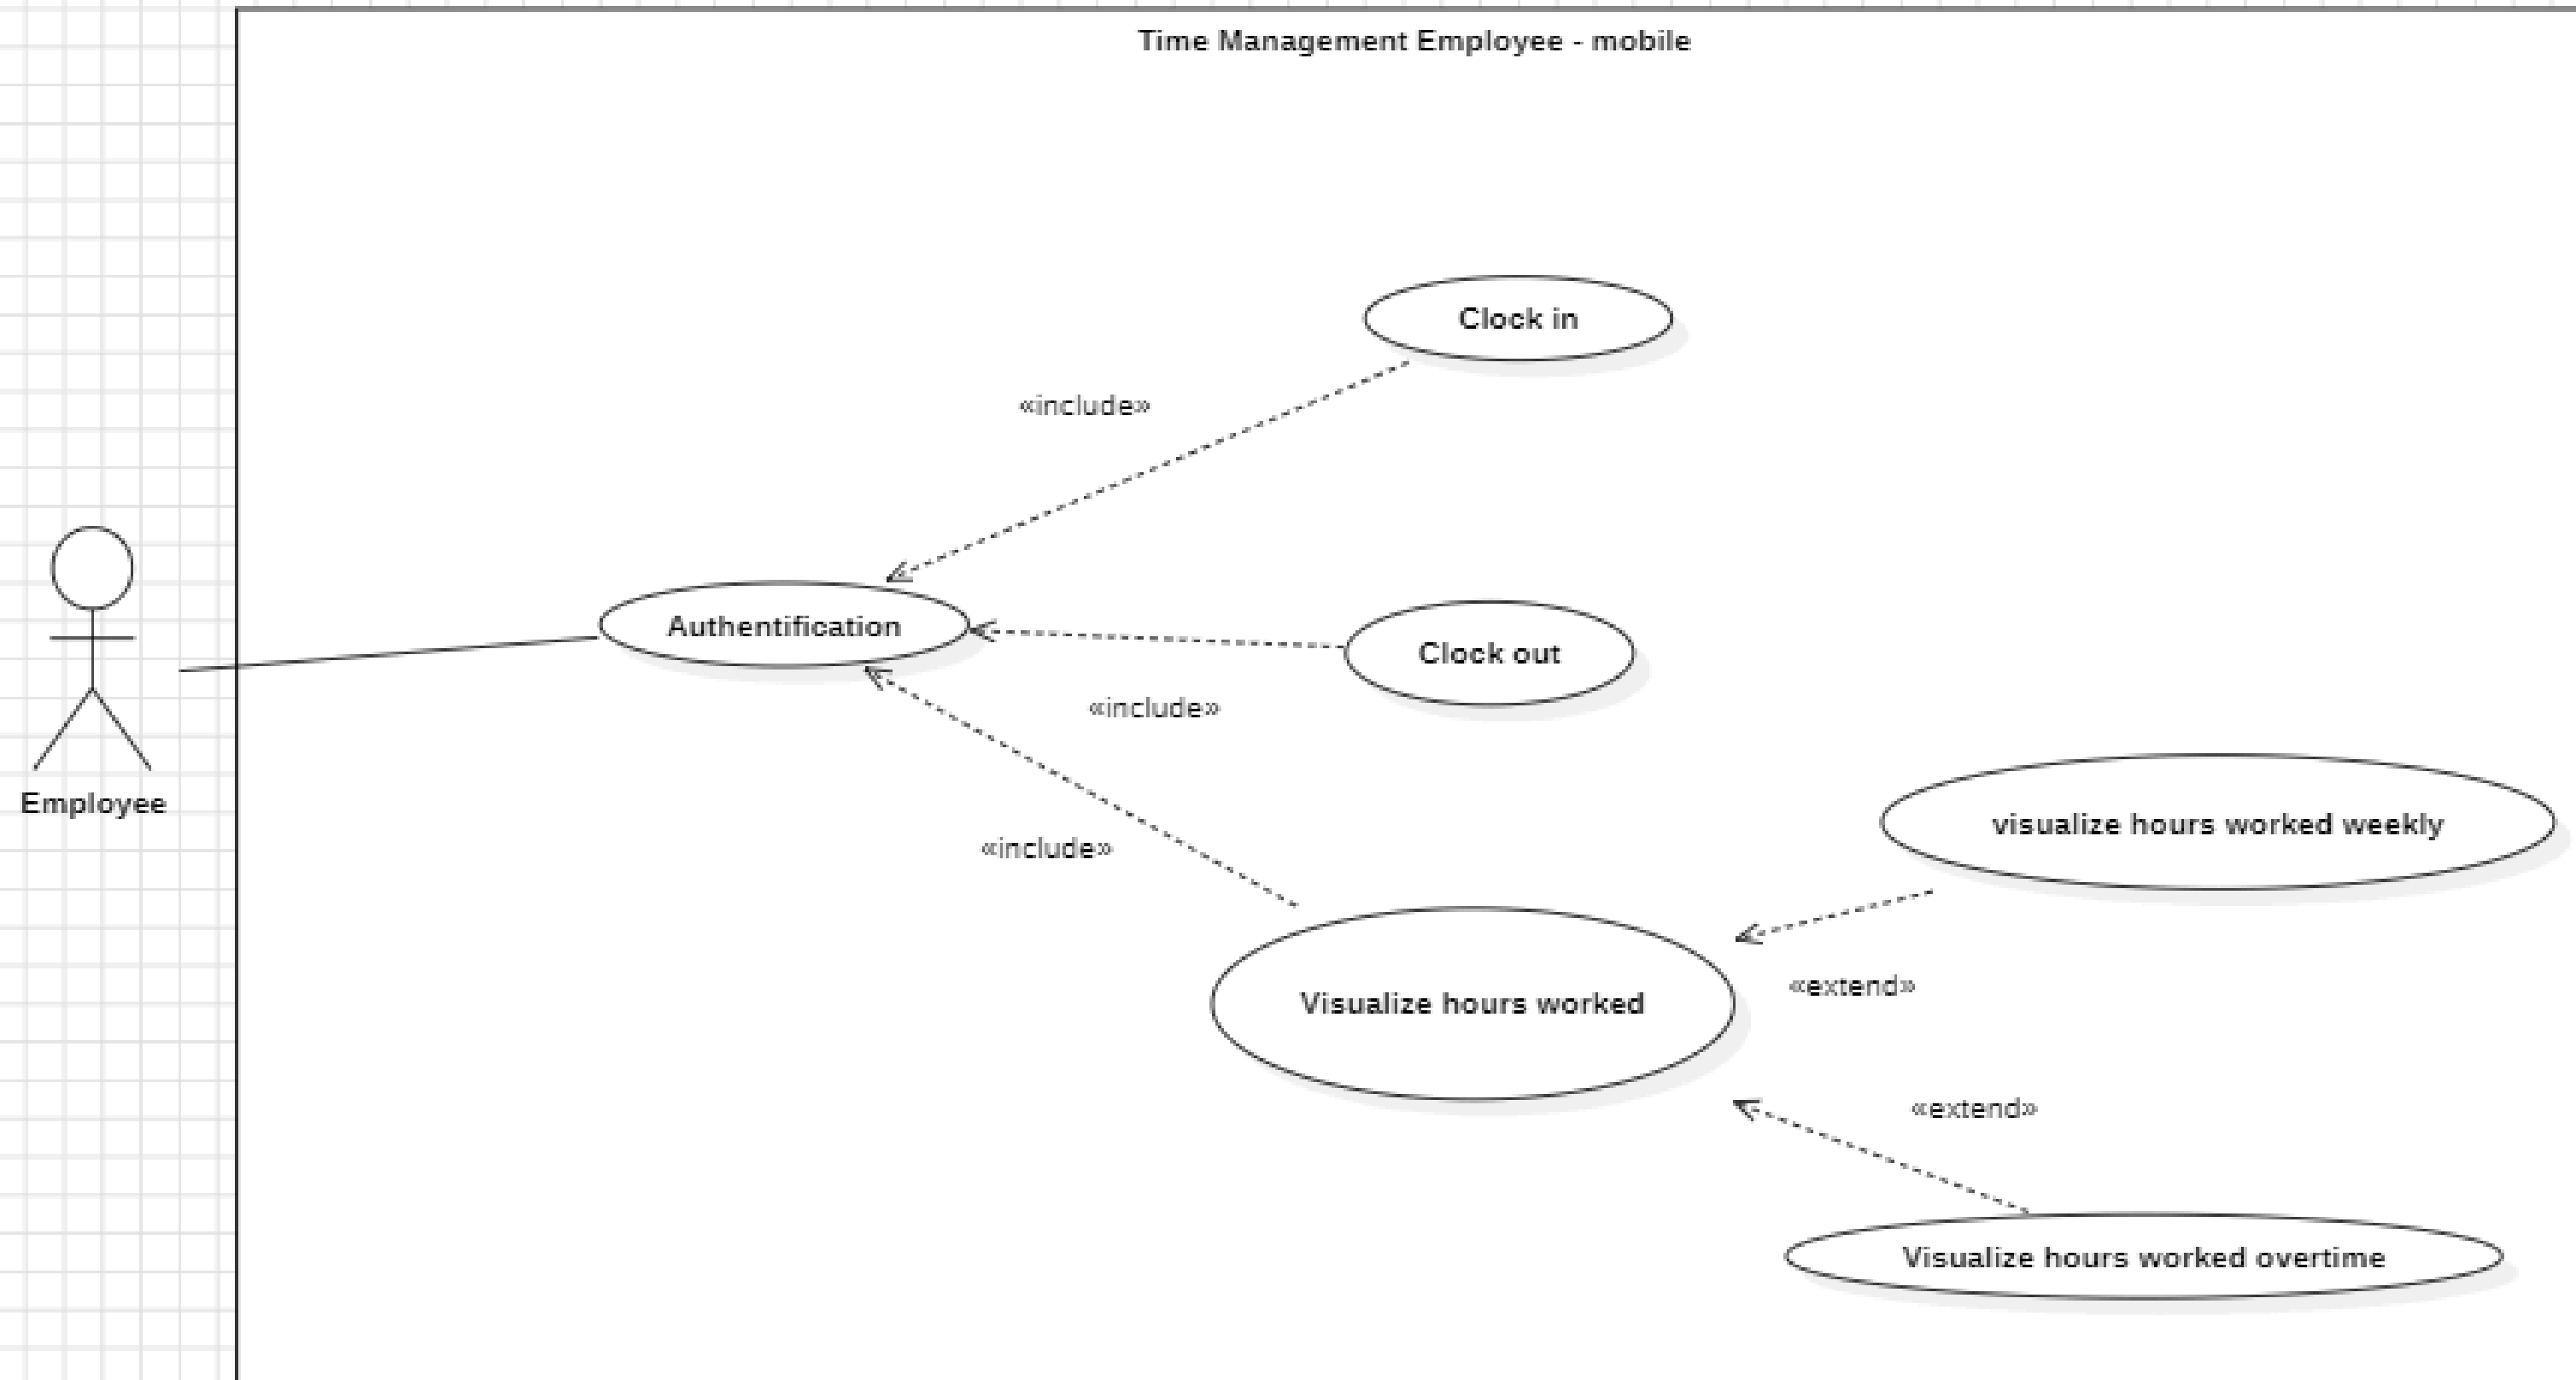 Time Management Employee - mobile
Clock in
«include»
Authentification
Clock out
«include»
Employee
visualize hours worked weekly
«include»
Visualize hours worked
«extend»
«extend»
Visualize hours worked overtime